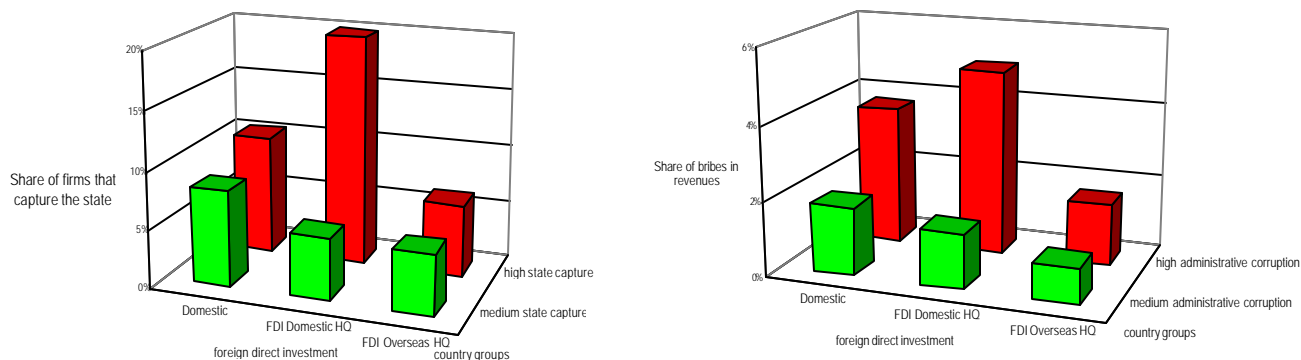 20%
15%
10%
5%
0%
Share of firms that
capture the state
Domestic
FDI Domestic HQ
FDI Overseas HQ
foreign direct investment
high state capture
medium state capture
country groups
6%
4%
2%
0%
Share of bribes in
revenues
Domestic
FDI Domestic HQ
FDI Overseas HQ
foreign direct investment
high administrative corruption
medium administrative corruption
country groups